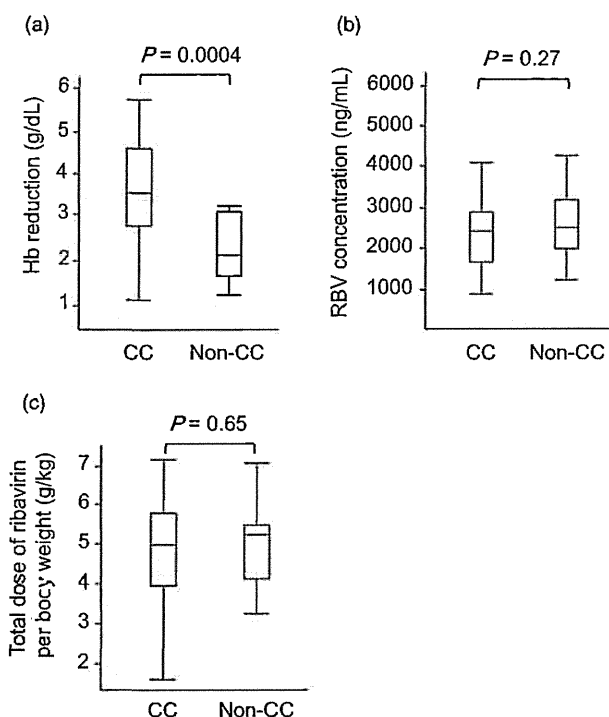 (a)
P = 0.0004
Hb reduction (g/dL)
6
5
4
3
2
1
CC Non-CC
(b)
P = 0.27
RBV concentration (ng/mL)
6000
5000
4000
3000
2000
1000
CC Non-CC
(c)
P = 0.65
Total dose of ribavirin
per bocy weight (g/kg)
7
6
5
4
3
2
CC Non-CC